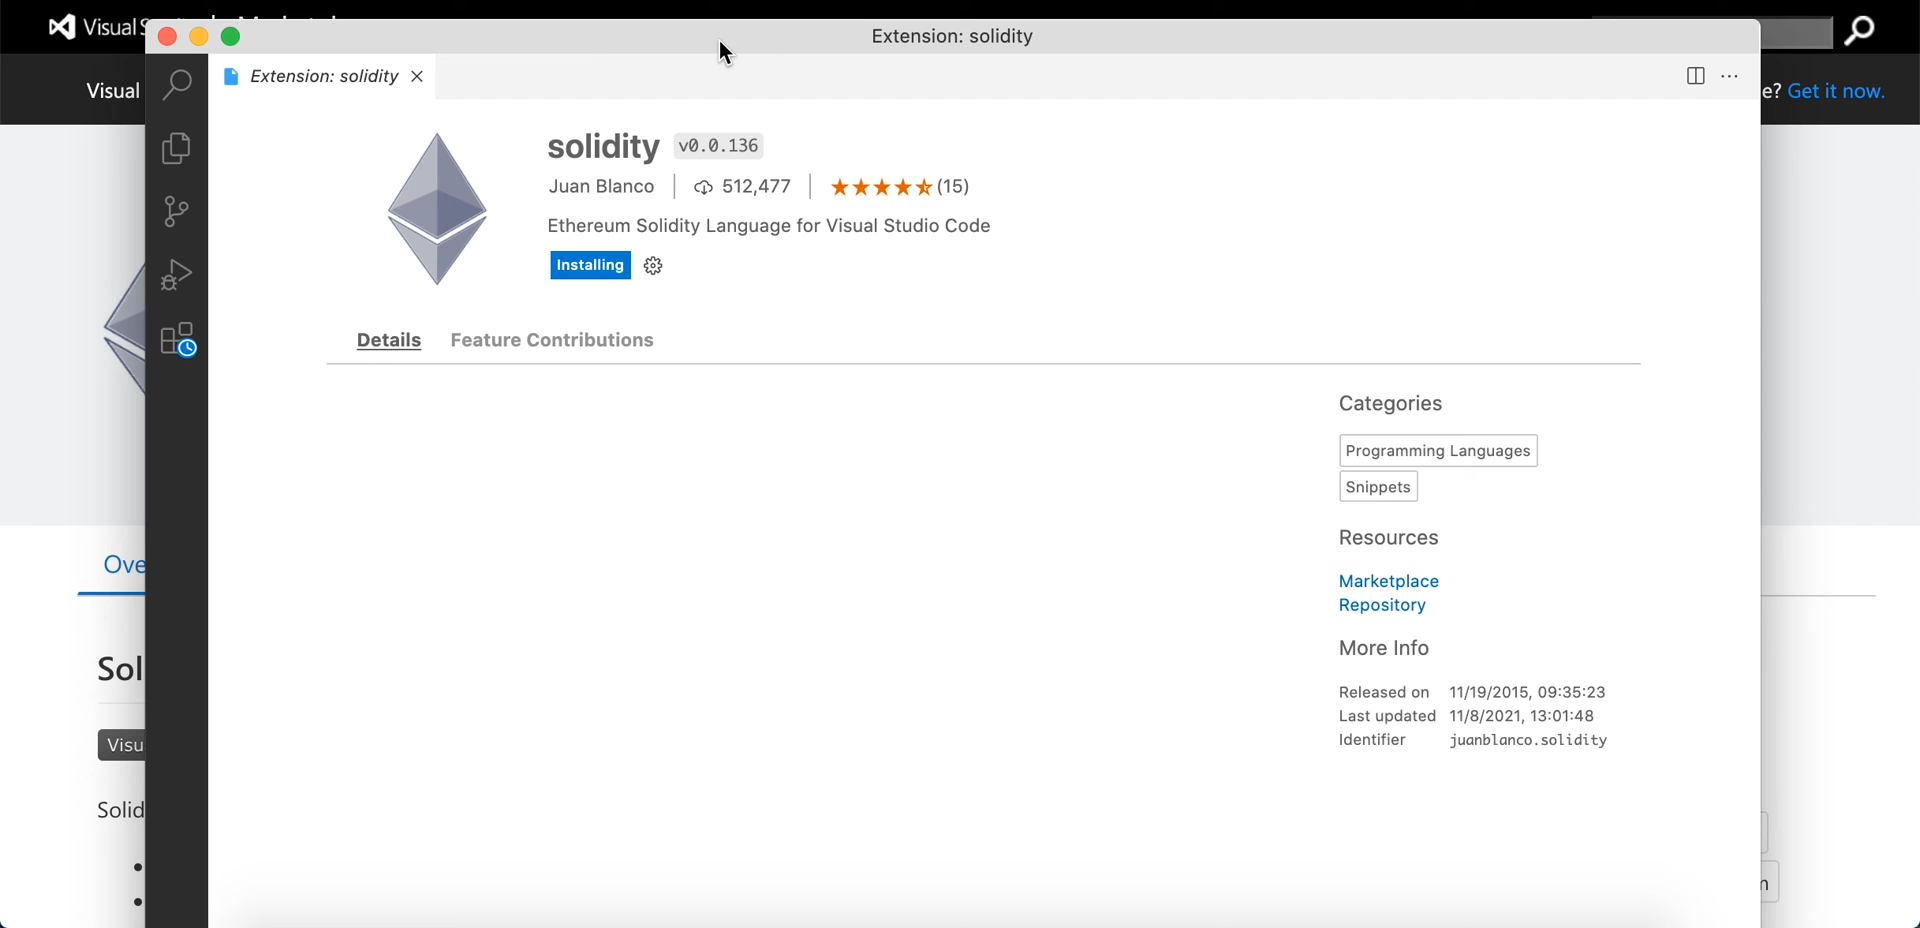 Visual
Extension: solidity
Extension: solidity
Visual
e? Get it now.
solidity v0.0.136
Juan Blanco 512,477 (15)
Ethereum Solidity Language for Visual Studio Code
Installing
Details Feature Contributions
Categories
Programming Languages
Snippets
Resources
Marketplace
Repository
More Info
Released on 11/19/2015, 09:35:23
Last updated 11/8/2021, 13:01:48
Identifier juanblanco.solidity
Ove
Sol
Visu
Solid
n